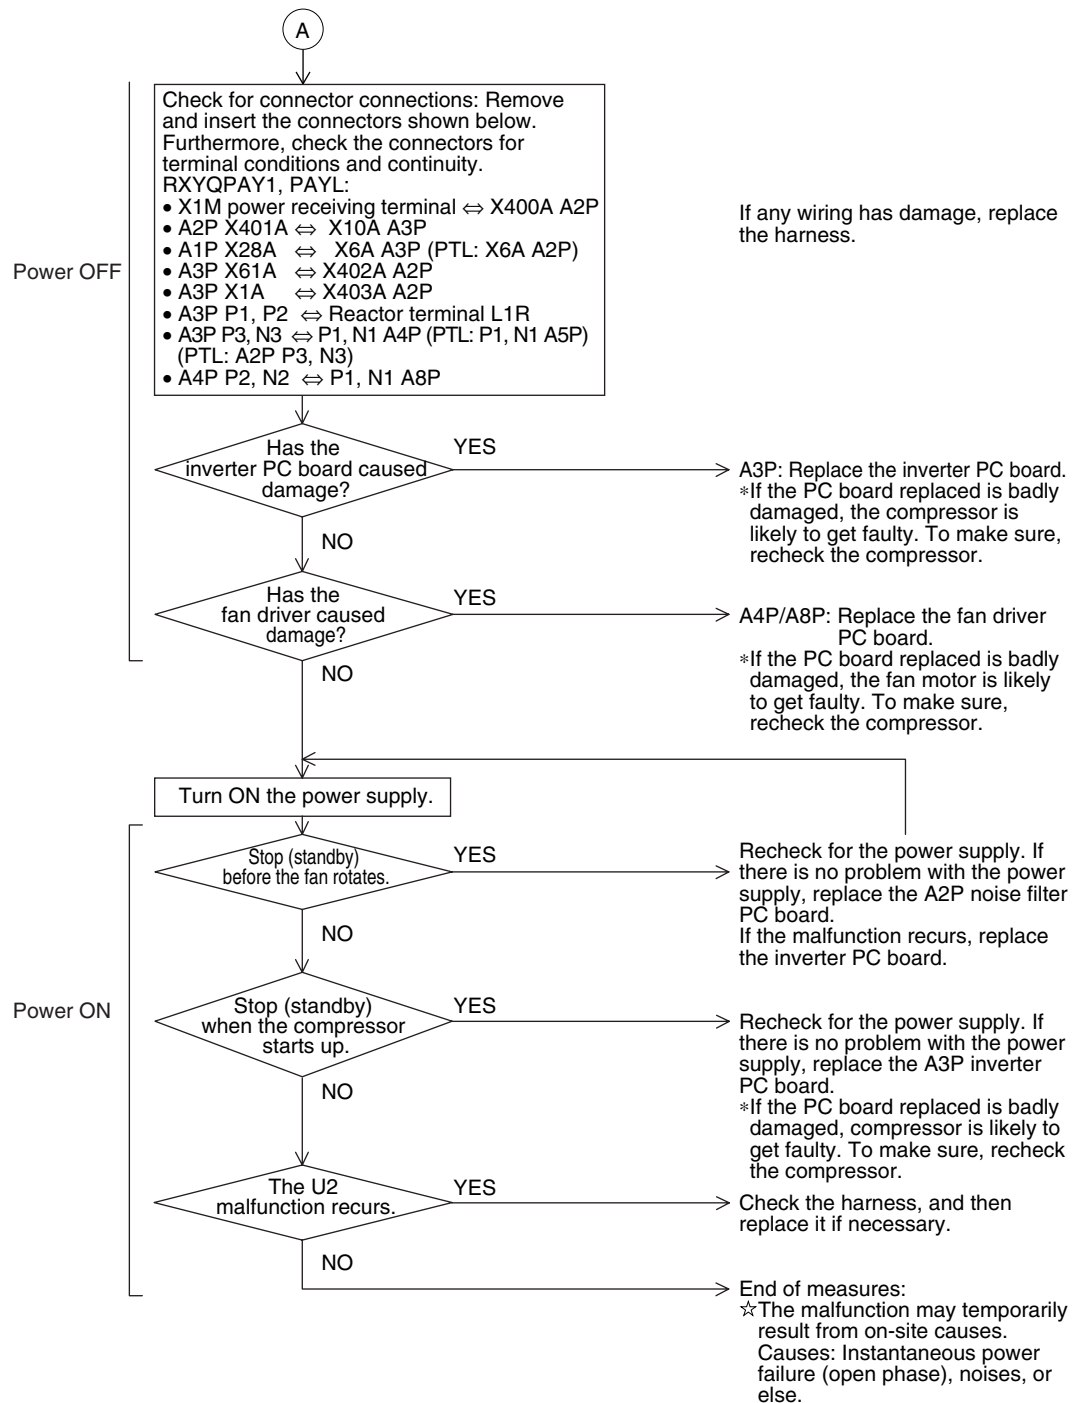 A
Check for connector connections: Remove
and insert the connectors shown below.
Furthermore, check the connectors for
terminal conditions and continuity.
RXYQPAY1, PAYL:
• X1M power receiving terminal ⇔ X400A A2P
• A2P X401A ⇔ X10A A3P
• A1P X28A ⇔ X6A A3P (PTL: X6A A2P)
• A3P X61A ⇔ X402A A2P
• A3P X1A ⇔ X403A A2P
• A3P P1, P2 ⇔ Reactor terminal L1R
• A3P P3, N3 ⇔ P1, N1 A4P (PTL: P1, N1 A5P)
(PTL: A2P P3, N3)
• A4P P2, N2 ⇔ P1, N1 A8P
If any wiring has damage, replace
the harness.
Power OFF
Has the
inverter PC board caused
damage?
YES
A3P: Replace the inverter PC board.
*If the PC board replaced is badly
damaged, the compressor is
likely to get faulty. To make sure,
recheck the compressor.
NO
Has the
fan driver caused
damage?
YES
A4P/A8P: Replace the fan driver
PC board.
*If the PC board replaced is badly
damaged, the fan motor is likely
to get faulty. To make sure,
recheck the compressor.
NO
Turn ON the power supply.
Power ON
Stop (standby)
before the fan rotates.
YES
Recheck for the power supply. If
there is no problem with the power
supply, replace the A2P noise filter
PC board.
If the malfunction recurs, replace
the inverter PC board.
NO
Stop (standby)
when the compressor
starts up.
YES
Recheck for the power supply. If
there is no problem with the power
supply, replace the A3P inverter
PC board.
*If the PC board replaced is badly
damaged, compressor is likely to
get faulty. To make sure, recheck
the compressor.
NO
The U2
malfunction recurs.
YES
Check the harness, and then
replace it if necessary.
NO
End of measures:
☆The malfunction may temporarily
result from on-site causes.
Causes: Instantaneous power
failure (open phase), noises, or
else.